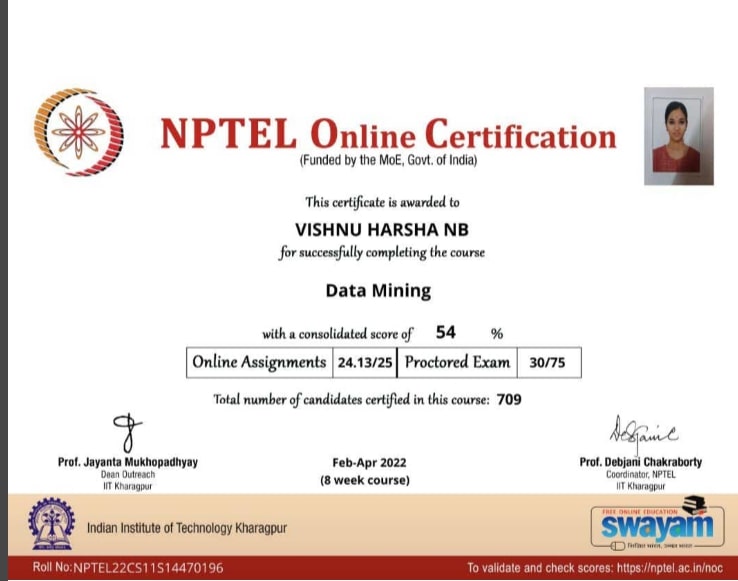 NPTEL Online Certification
(Funded by the MoE, Govt. of India)
This certificate is awarded to
VISHNU HARSHA NB
for successfully completing the course
Data Mining
with a consolidated score of 54 %
Online Assignments 24.13/25 Proctored Exam 30/75
Total number of candidates certified in this course: 709
Prof. Jayanta Mukhopadhyay
Dean Outreach
IIT Kharagpur
Feb-Apr 2022
(8 week course)
Prof. Debjani Chakraborty
Coordinator, NPTEL
IIT Kharagpur
Indian Institute of Technology Kharagpur
FREE ONLINE EDUCATION
swayam
शिक्षित भारत, उन्नत भारत
Roll No:NPTEL22CS11S14470196
To validate and check scores: https://nptel.ac.in/noc